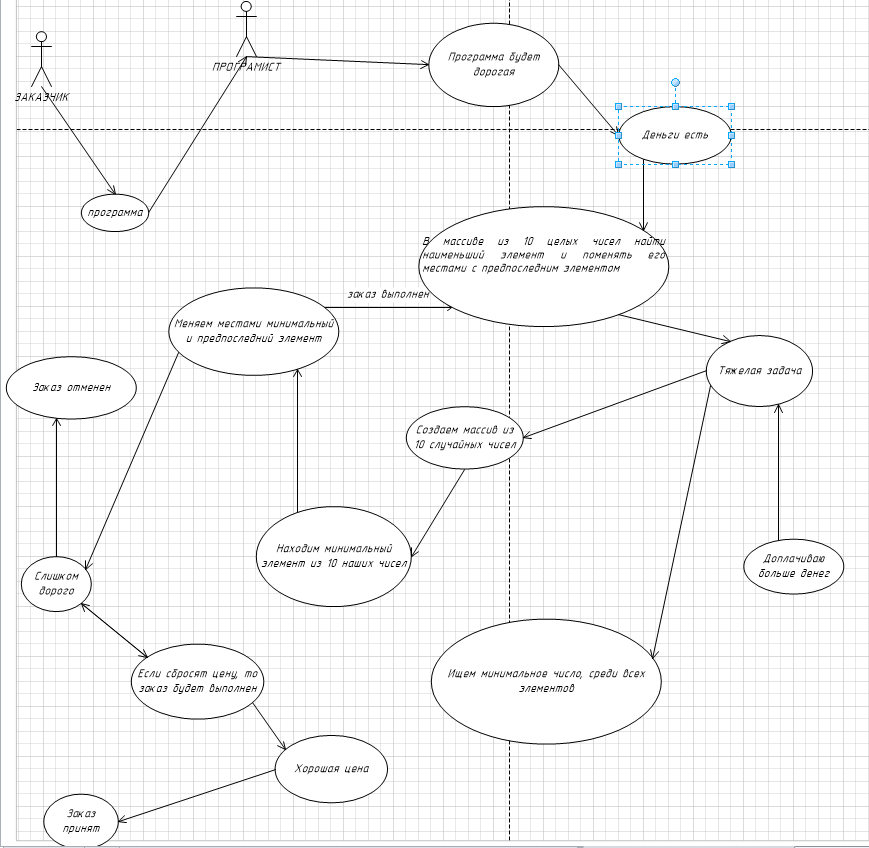 ПРОГРАМИСТ
ЗАКАЗЧИК
Программа будет
дорогая
Деньги есть
программа
В массиве из 10 целых чисел найти
наименьший элемент и поменять его
местами с предпоследним элементом
заказ выполнен
Меняем местами минимальный
и предпоследний элемент
Тяжелая задача
Заказ отменен
Создаем массив из
10 случайных чисел
Находим минимальный
элемент из 10 наших чисел
Доплачиваю
больше денег
Слишком
дорого
Если сбросят цену, то
заказ будет выполнен
Ищем минимальное число, среди всех
элементов
Хорошая цена
Заказ
принят